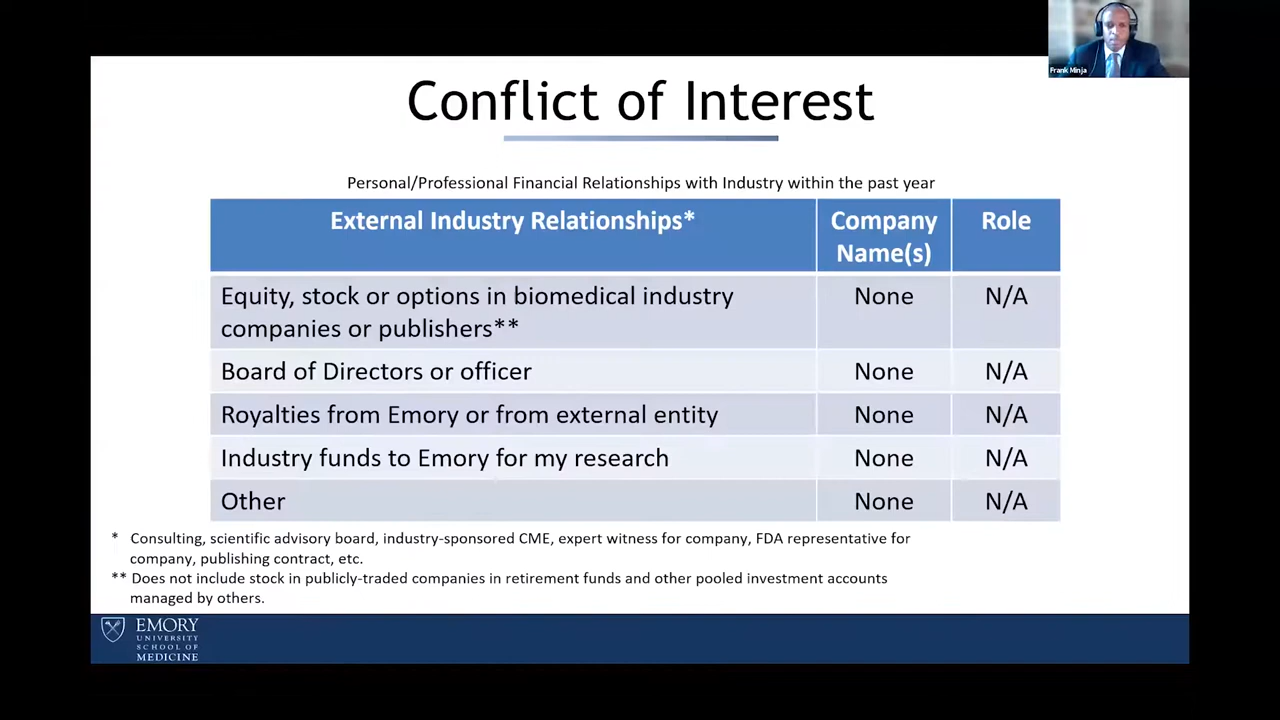 Frank Minja
Conflict of Interest
Personal/Professional Financial Relationships with Industry within the past year
External Industry Relationships* Company Name(s) Role
Equity, stock or options in biomedical industry companies or publishers** None N/A
Board of Directors or officer None N/A
Royalties from Emory or from external entity None N/A
Industry funds to Emory for my research None N/A
Other None N/A
* Consulting, scientific advisory board, industry-sponsored CME, expert witness for company, FDA representative for
company, publishing contract, etc.
** Does not include stock in publicly-traded companies in retirement funds and other pooled investment accounts
managed by others.
EMORY
UNIVERSITY
SCHOOL OF
MEDICINE